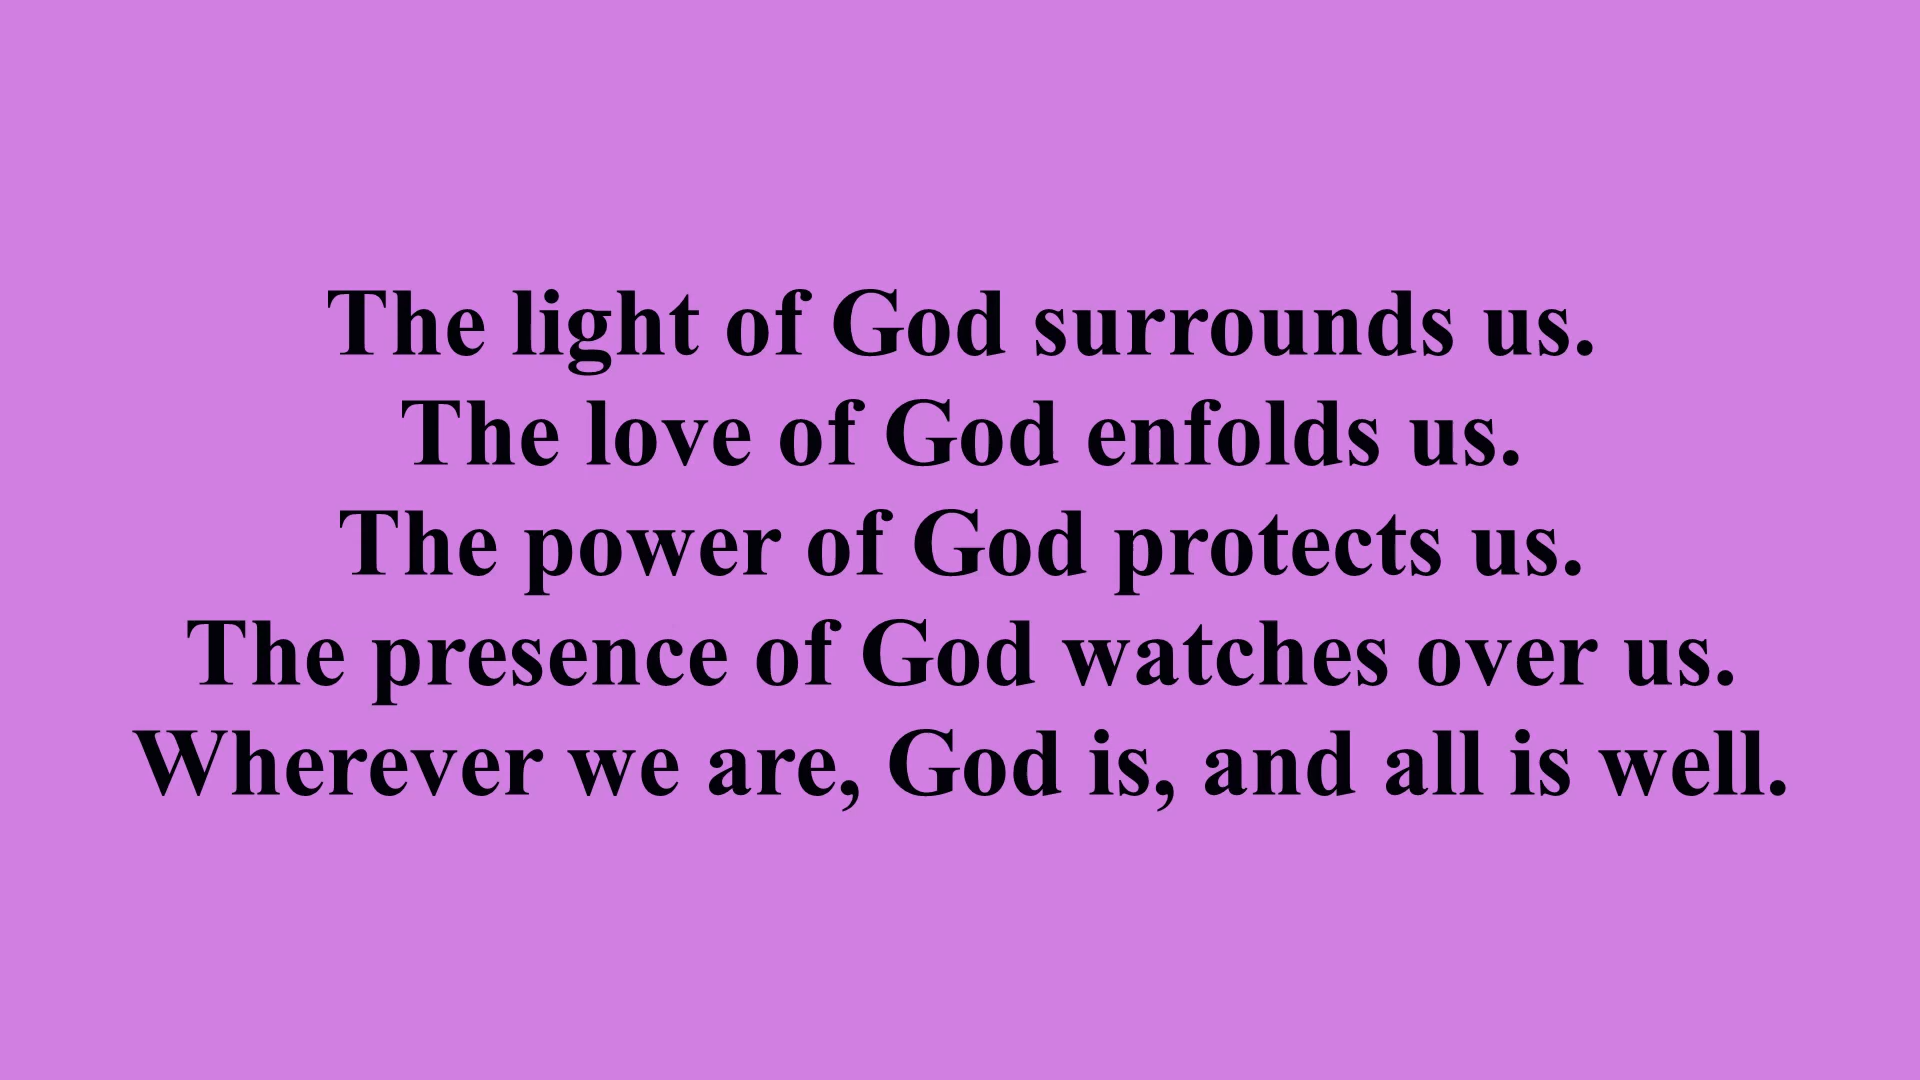 The light of God surrounds us.
The love of God enfolds us.
The power of God protects us.
The presence of God watches over us.
Wherever we are, God is, and all is well.